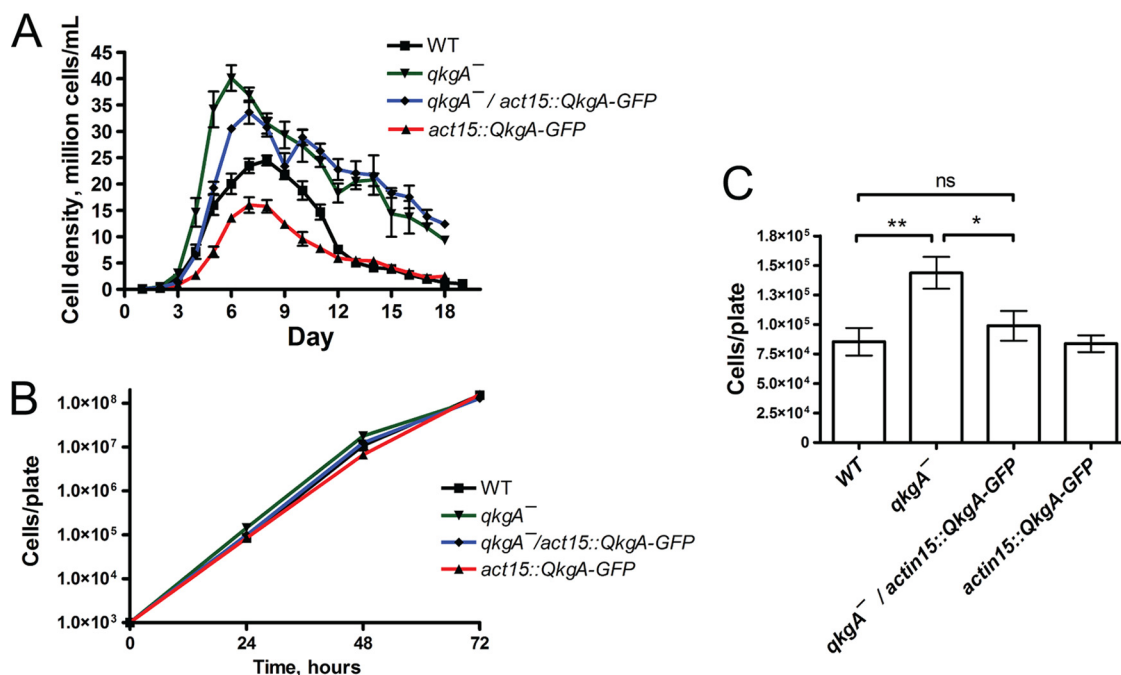 A
Cell density, million cells/mL
45
40
35
30
25
20
15
10
5
0
0
3
6
9
12
15
18
Day
WT
qkgA⁻
qkgA⁻ / act15::QkgA-GFP
act15::QkgA-GFP
B
Cells/plate
1.0×10⁸
1.0×10⁷
1.0×10⁶
1.0×10⁵
1.0×10⁴
1.0×10³
0
24
48
72
Time, hours
WT
qkgA⁻
qkgA⁻/act15::QkgA-GFP
act15::QkgA-GFP
C
ns
**
*
Cells/plate
1.8×10⁵
1.5×10⁵
1.3×10⁵
1.0×10⁵
7.5×10⁴
5.0×10⁴
2.5×10⁴
0
WT
qkgA⁻
qkgA⁻ / actin15::QkgA-GFP
actin15::QkgA-GFP